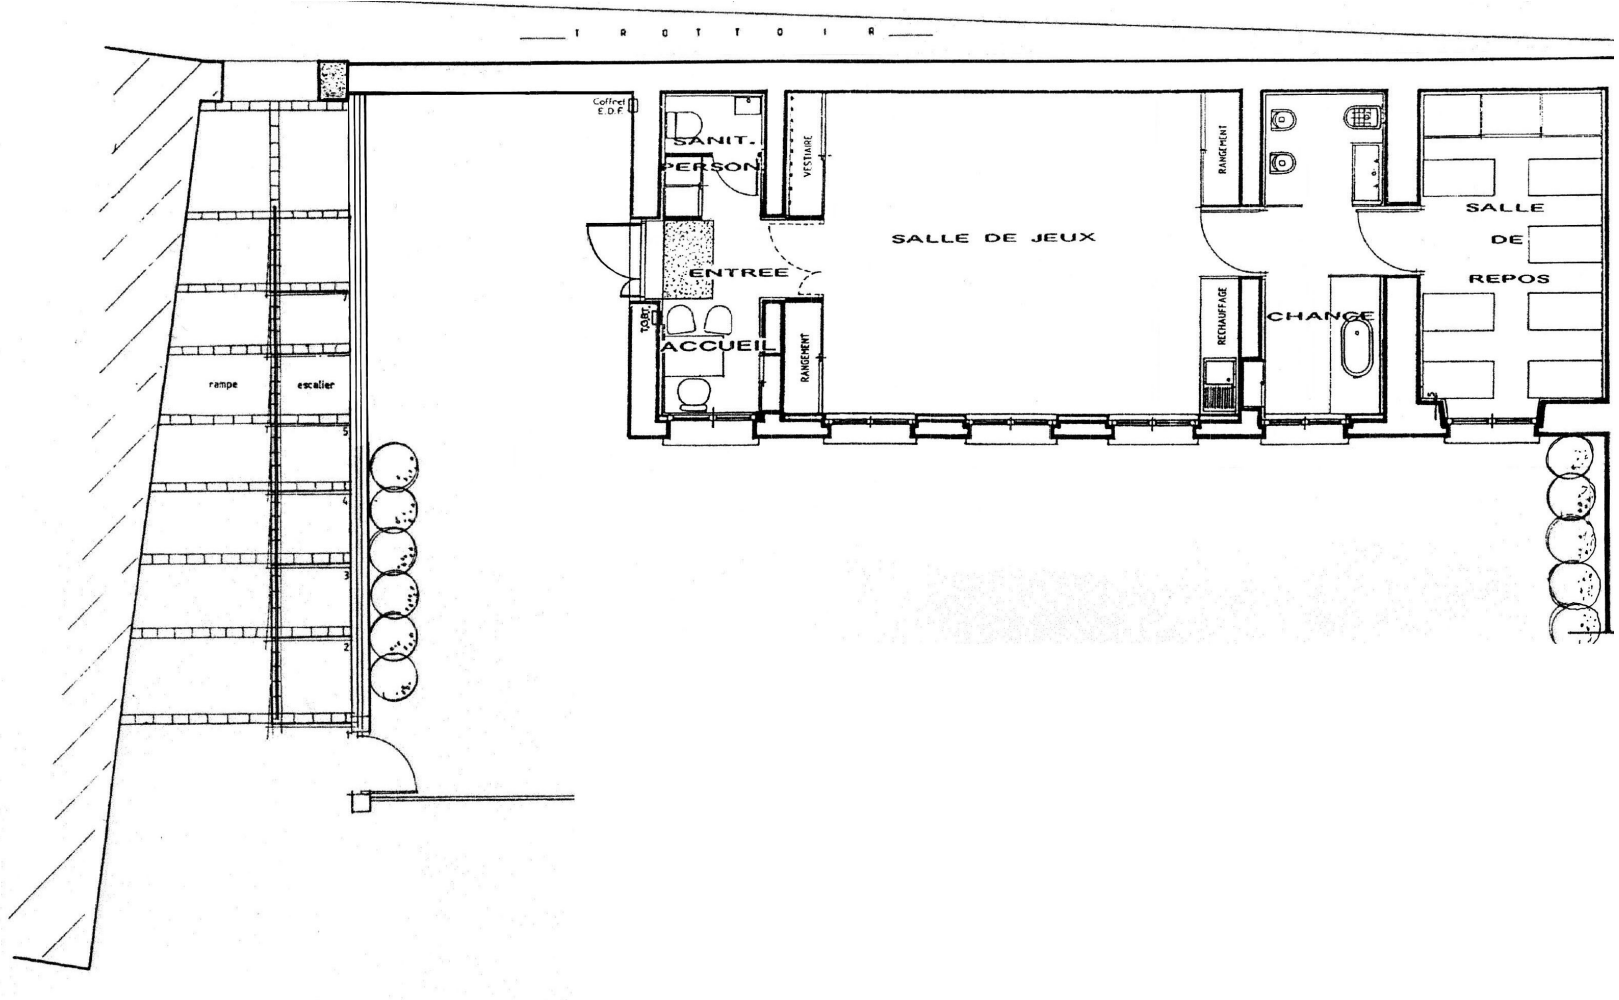 TROTTOIR
Coffret
E.D.F.
SANIT.
PERSON.
VESTIAIRE
RANGEMENT
SALLE
DE
REPOS
SALLE DE JEUX
ENTREE
T.G.B.T.
ACCUEIL
RANGEMENT
RECHAUFFAGE
CHANGE
rampe
escalier
7
5
4
3
2
1